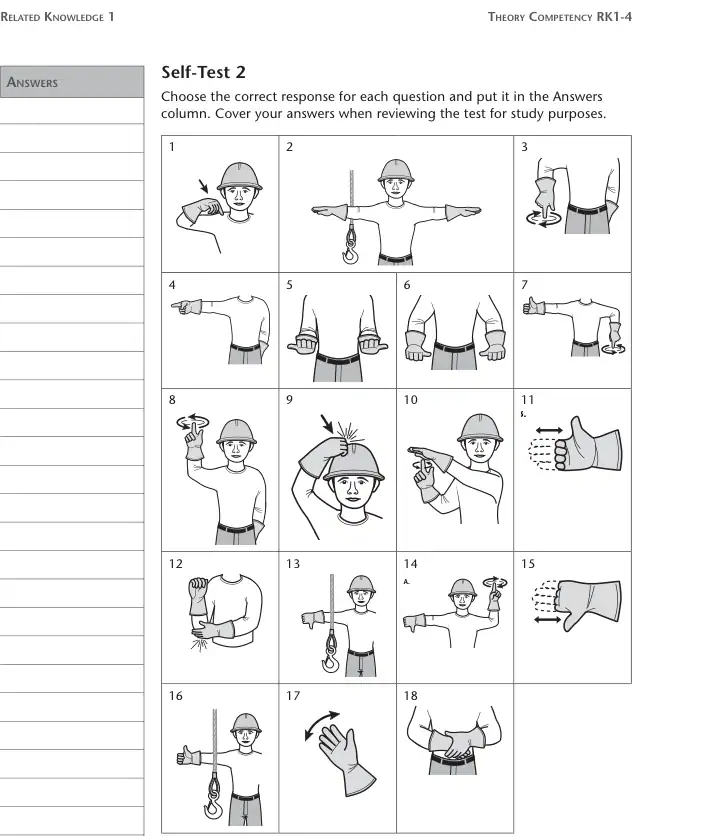 RELATED KNOWLEDGE 1
THEORY COMPETENCY RK1-4
ANSWERS
Self-Test 2
Choose the correct response for each question and put it in the Answers
column. Cover your answers when reviewing the test for study purposes.
1
2
3
4
5
6
7
8
9
10
11
12
13
14
A.
15
16
17
18